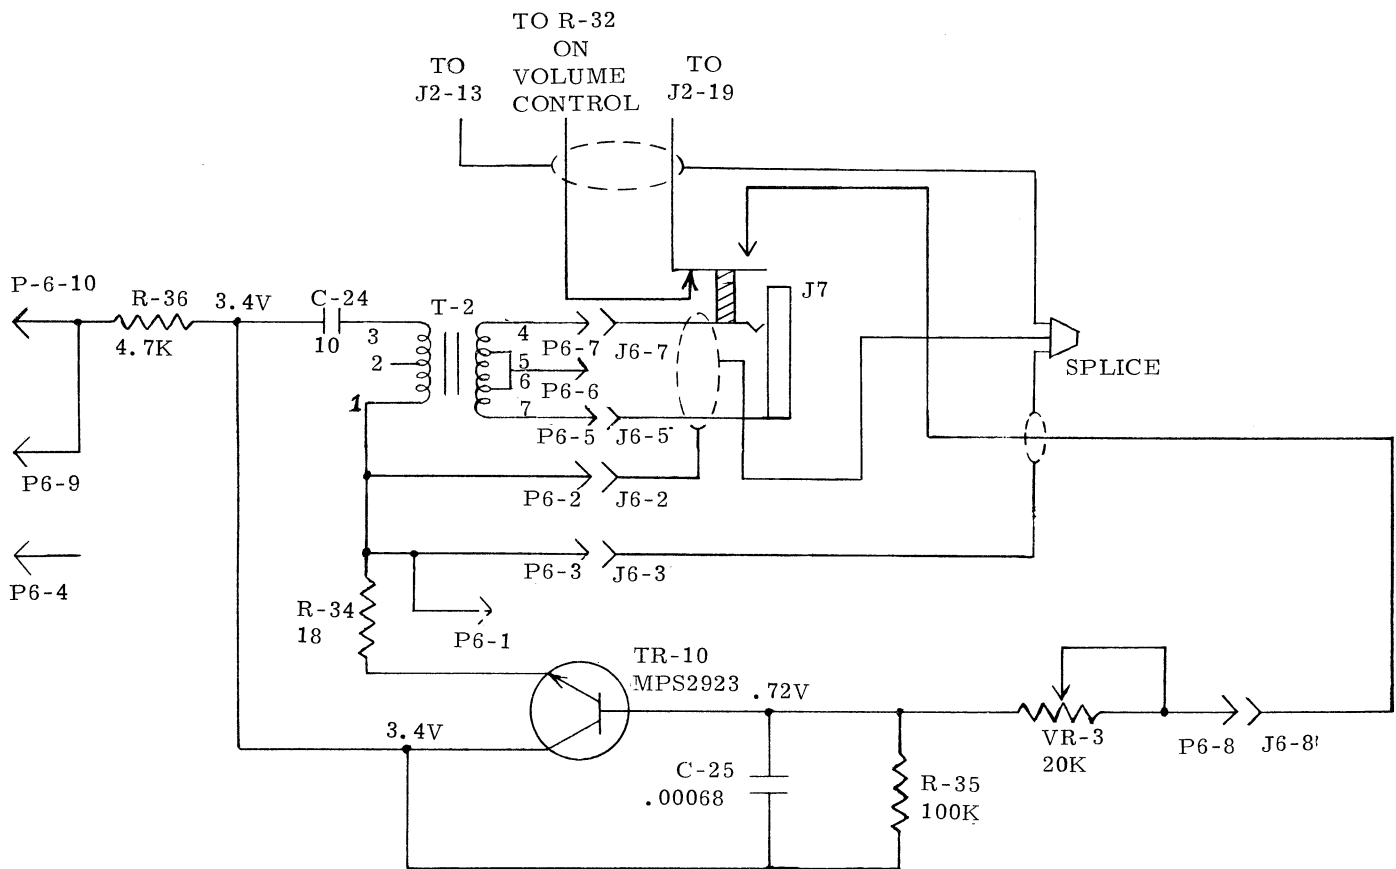 TO R-32
ON
VOLUME
CONTROL
TO
J2-13
TO
J2-19
P-6-10
R-36
4.7K
3.4V
C-24
10
3
2
1
T-2
4
5
6
7
P6-7
J6-7
P6-6
P6-5
J6-5
J7
SPLICE
P6-9
P6-2
J6-2
P6-4
P6-3
J6-3
R-34
18
P6-1
TR-10
MPS2923
.72V
3.4V
C-25
.00068
R-35
100K
VR-3
20K
P6-8
J6-8